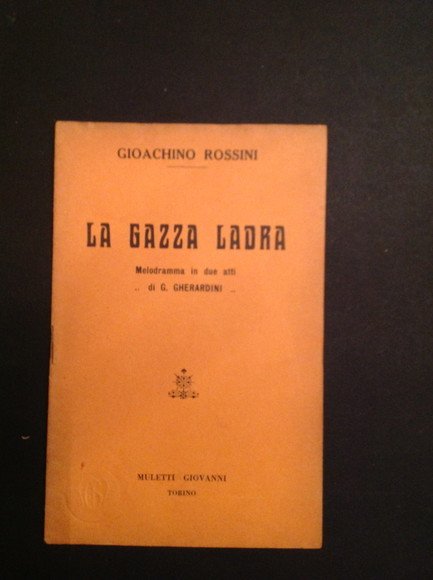 GIOACHINO ROSSINI
LA GAZZA LADRA
Melodramma in due atti
.. di G. GHERARDINI ..
MULETTI GIOVANNI
TORINO